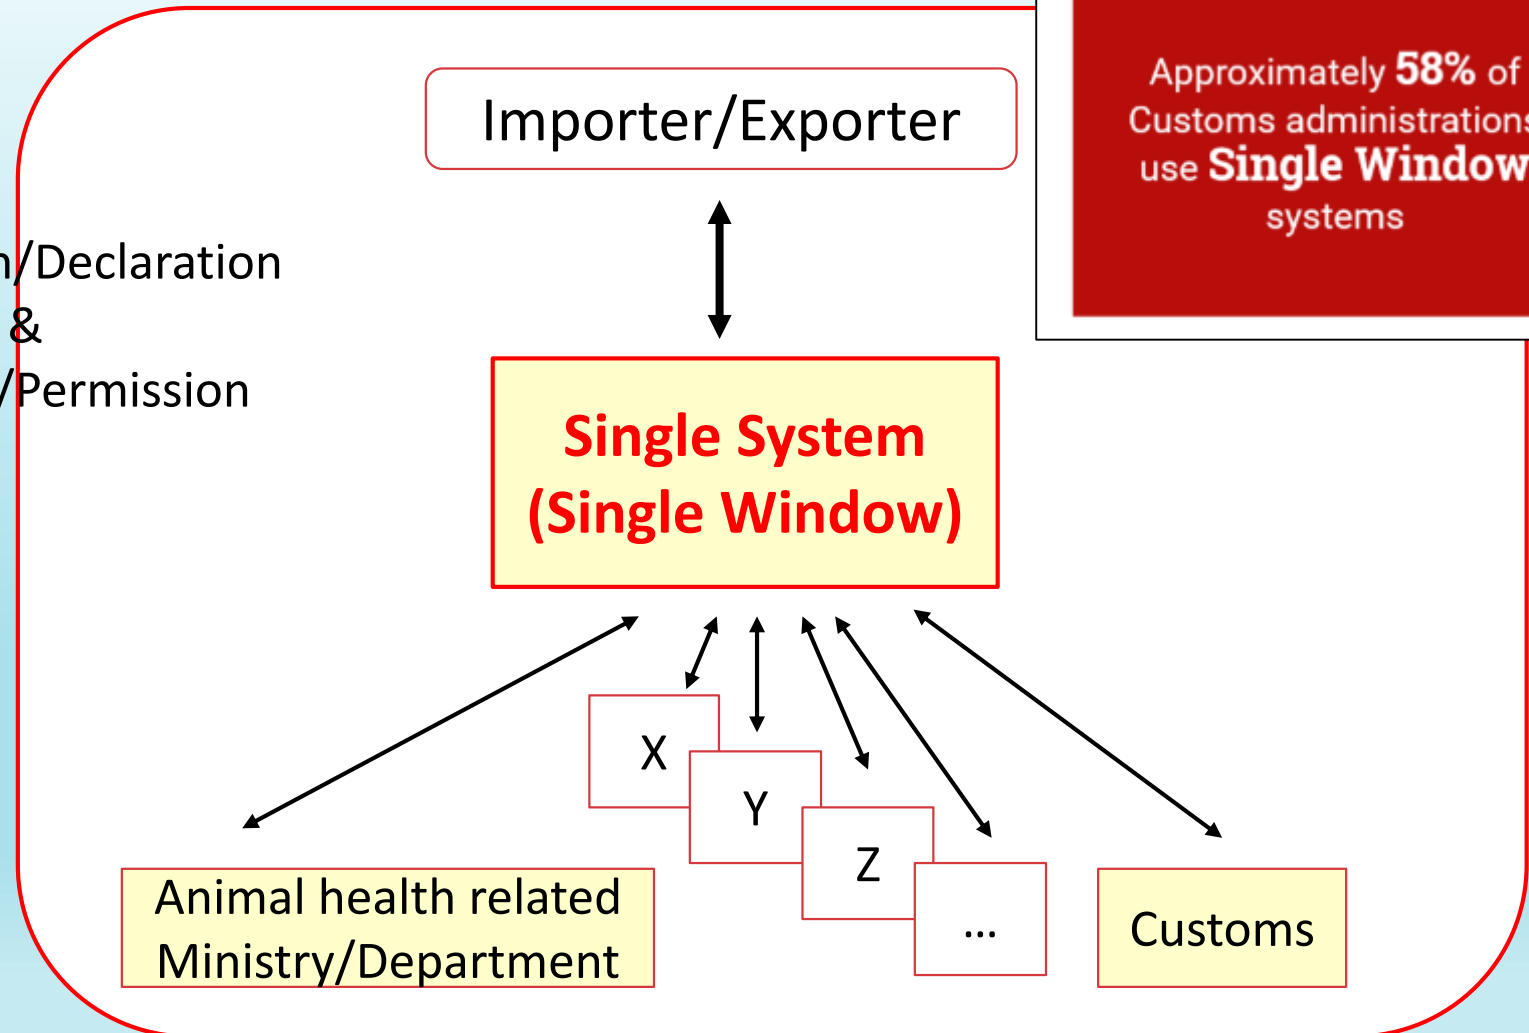 Importer/Exporter
Approximately 58% of
Customs administrations
use Single Window
systems
/Declaration
&
/Permission
Single System
(Single Window)
X
Y
Z
...
Animal health related
Ministry/Department
Customs